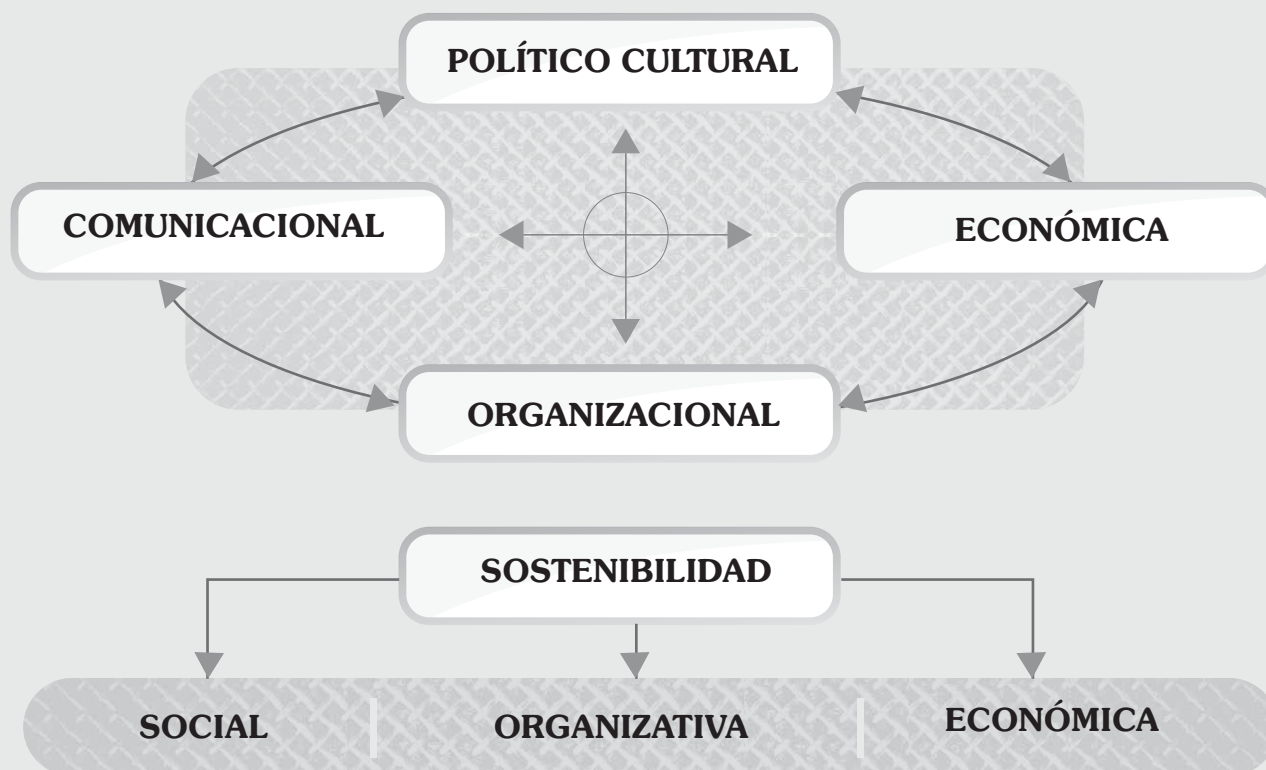 POLÍTICO CULTURAL
COMUNICACIONAL
ECONÓMICA
ORGANIZACIONAL
SOSTENIBILIDAD
SOCIAL
ORGANIZATIVA
ECONÓMICA